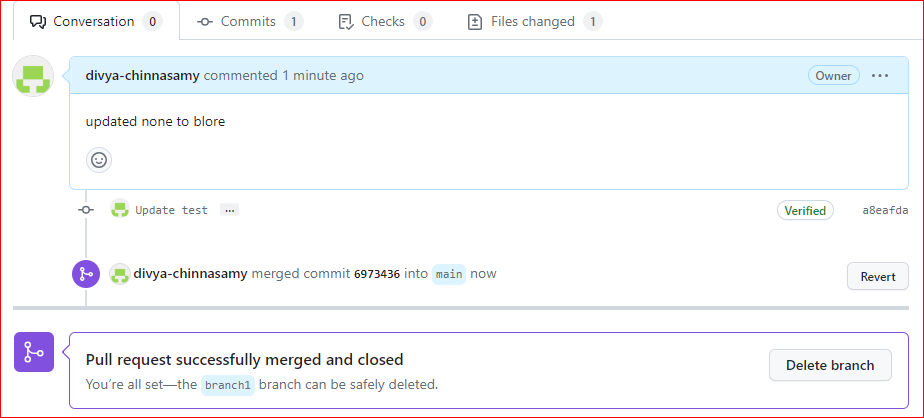 Conversation 0 Commits 1 Checks 0 Files changed 1
divya-chinnasamy commented 1 minute ago Owner ...
updated none to blore
Update test ... Verified a8eafda
divya-chinnasamy merged commit 6973436 into main now Revert
Pull request successfully merged and closed
You're all set—the branch1 branch can be safely deleted.
Delete branch